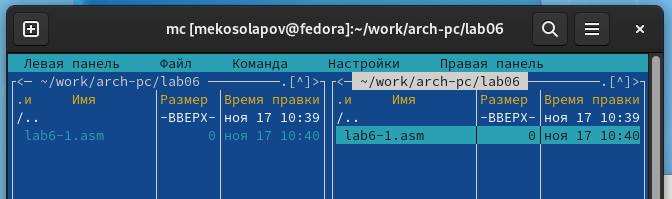 mc [mekosolapov@fedora]:~/work/arch-pc/lab06
Левая панель Файл Команда Настройки Правая панель
<─ ~/work/arch-pc/lab06 .[^]> <─ ~/work/arch-pc/lab06 .[^]>
.и Имя Размер Время правки .и Имя Размер Время правки
/.. -ВВЕРХ- ноя 17 10:39 /.. -ВВЕРХ- ноя 17 10:39
lab6-1.asm 0 ноя 17 10:40 lab6-1.asm 0 ноя 17 10:40